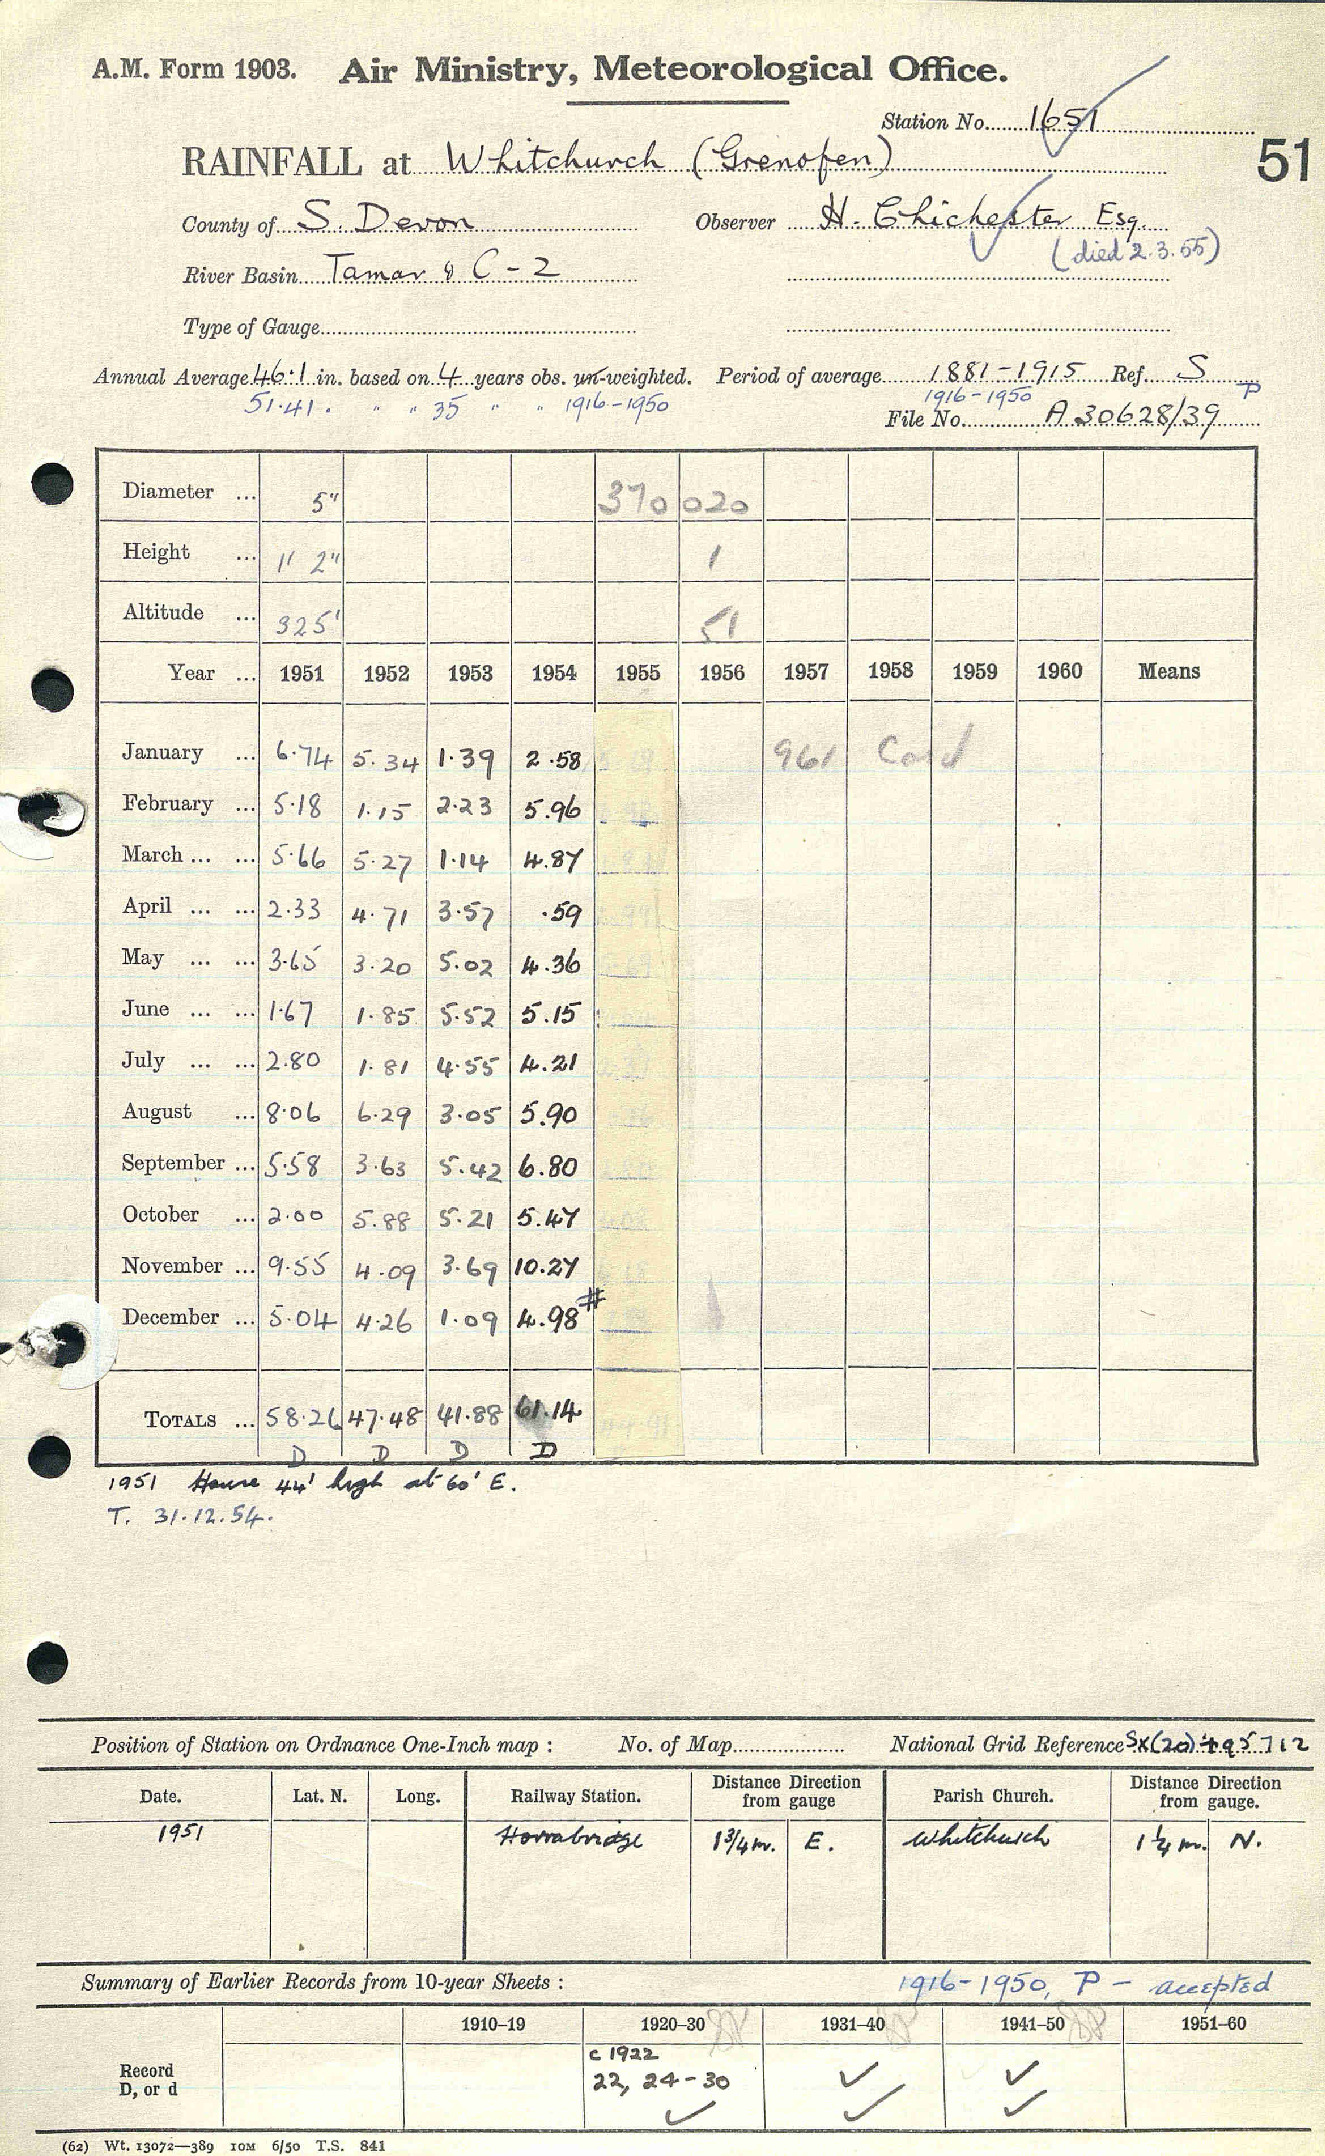 A.M. Form 1903. Air Ministry, Meteorological Office.
Station No. 1651
51
RAINFALL at Whitchurch (Grenofen)
County of S. Devon Observer H. Chichester Esq.
(died 2.3.55)
River Basin Tamar & C-2
Type of Gauge
Annual Average 46.1 in. based on 4 years obs. un-weighted. Period of average 1881-1915 Ref. S
51.41 . " " 35 " " 1916-1950 1916-1950 P
File No. A 30628/39
Diameter ... 5" 370 020
Height ... 1' 2" 1
Altitude ... 325' 51
Year ... 1951 1952 1953 1954 1955 1956 1957 1958 1959 1960 Means
January ... 6.74 5.34 1.39 2.58 961 Card
February ... 5.18 1.15 2.23 5.96
March ... ... 5.66 5.27 1.14 4.87
April ... ... 2.33 4.71 3.57 .59
May ... ... 3.65 3.20 5.02 4.36
June ... ... 1.67 1.85 5.52 5.15
July ... ... 2.80 1.81 4.55 4.21
August ... 8.06 6.29 3.05 5.90
September ... 5.58 3.63 5.42 6.80
October ... 2.00 5.88 5.21 5.47
November ... 9.55 4.09 3.69 10.27
December ... 5.04 4.26 1.09 4.98 #
TOTALS ... 58.26 47.48 41.88 61.14
D D D D
1951 House 44' high at 60' E.
T. 31.12.54.
Position of Station on Ordnance One-Inch map : No. of Map National Grid Reference SX(20) 495712
Date. Lat. N. Long. Railway Station. Distance Direction from gauge Parish Church. Distance Direction from gauge.
1951 Horrabridge 1 3/4 m. E. Whitchurch 1 1/4 m. N.
Summary of Earlier Records from 10-year Sheets : 1916-1950, P - accepted
1910–19 1920–30 1931–40 1941–50 1951–60
c 1922
Record
D, or d
22, 24-30
(62) Wt. 13072—389 10M 6/50 T.S. 841